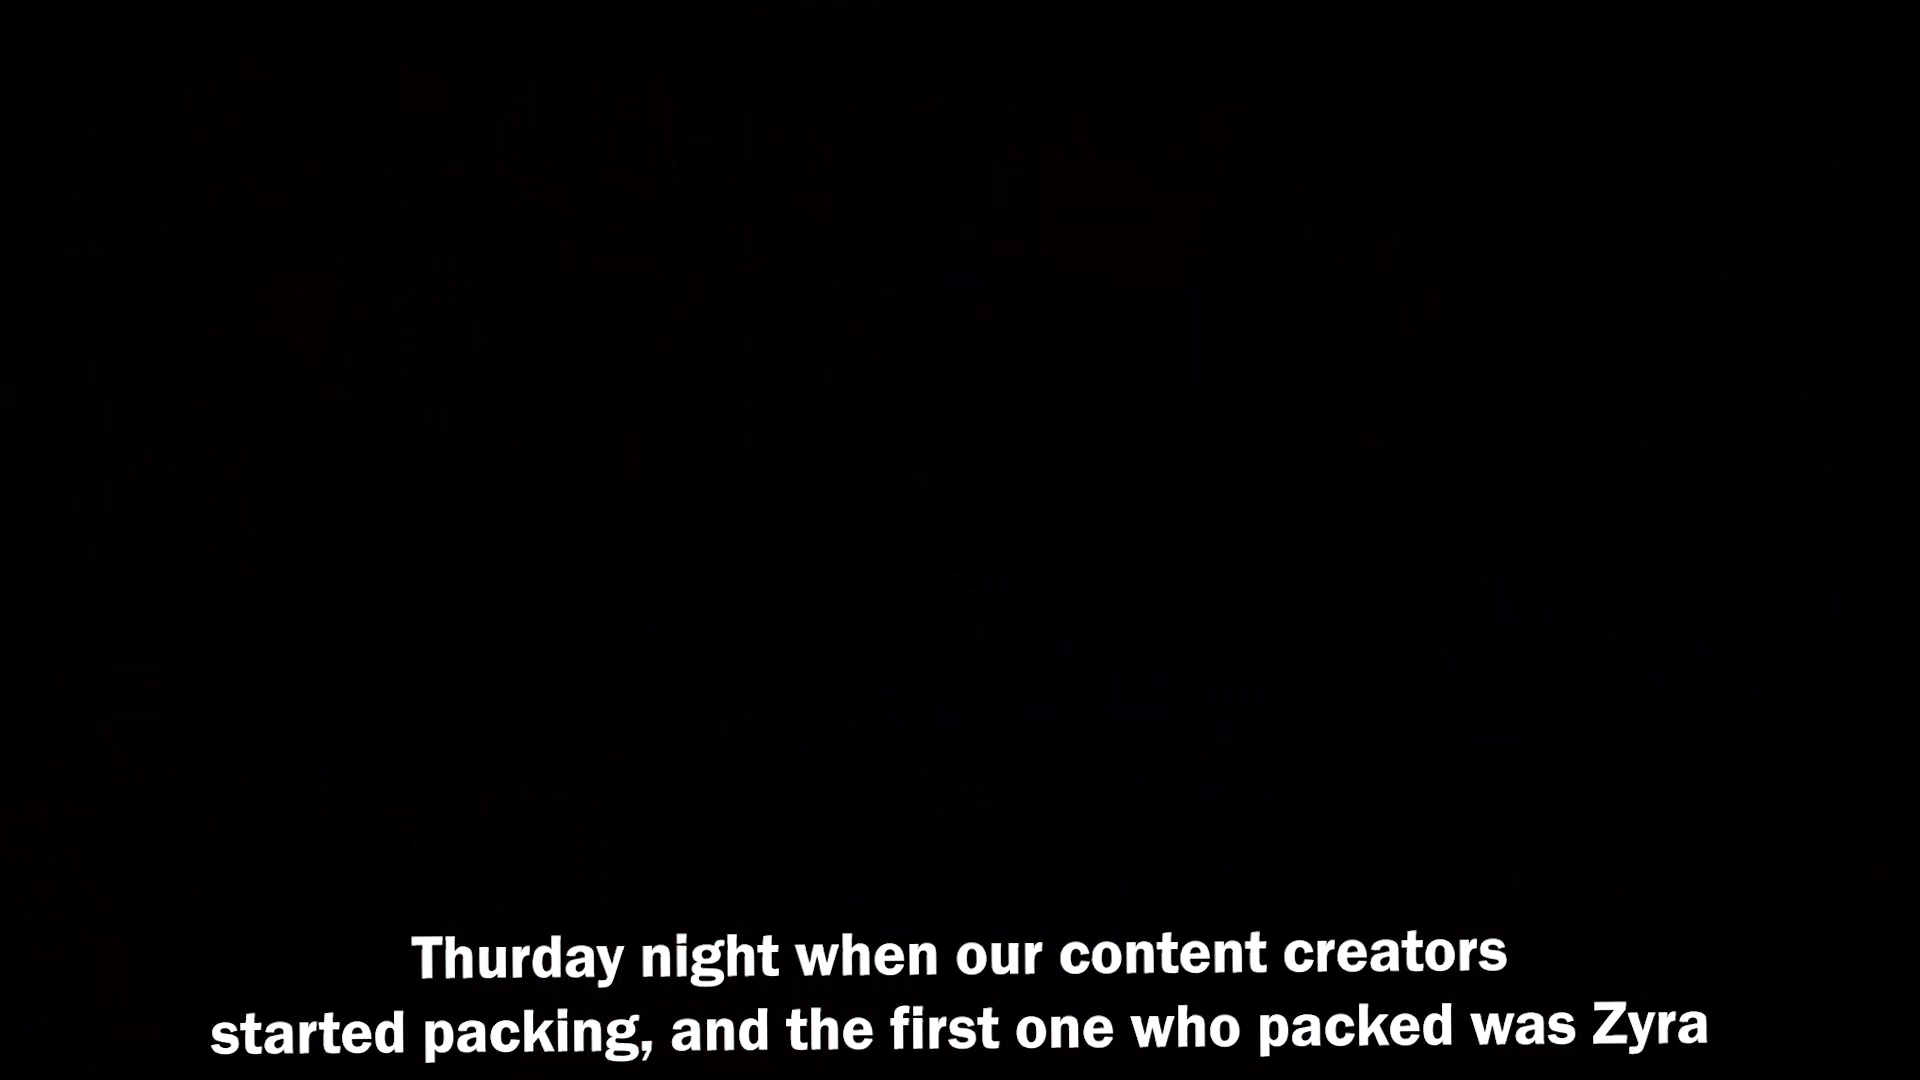 Thurday night when our content creators
started packing, and the first one who packed was Zyra